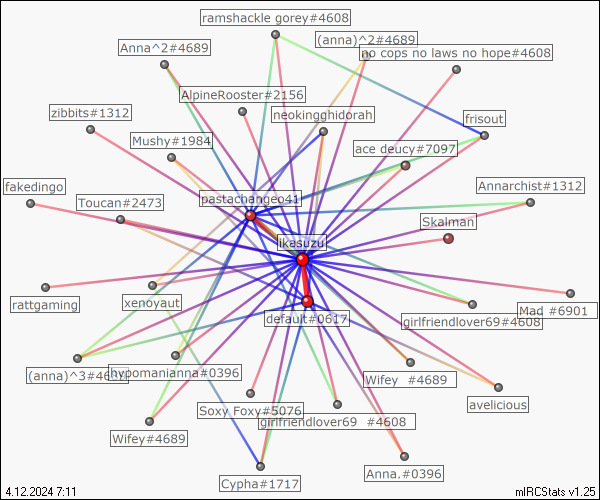 ramshackle gorey#4608
(anna)^2#4689
Anna^2#4689
no cops no laws no hope#4608
AlpineRooster#2156
zibbits#1312
neokingghidorah
frisout
Mushy#1984
ace deucy#7097
fakedingo
Annarchist#1312
pastachangeo41
Toucan#2473
Skalman
ikasuzu
rattgaming
xenoyaut
Mad #6901
default#0617
girlfriendlover69#4608
(anna)^3#4689
hypomanianna#0396
Wifey #4689
avelicious
Soxy Foxy#5076
girlfriendlover69 #4608
Wifey#4689
Anna.#0396
Cypha#1717
4.12.2024 7:11
mIRCStats v1.25